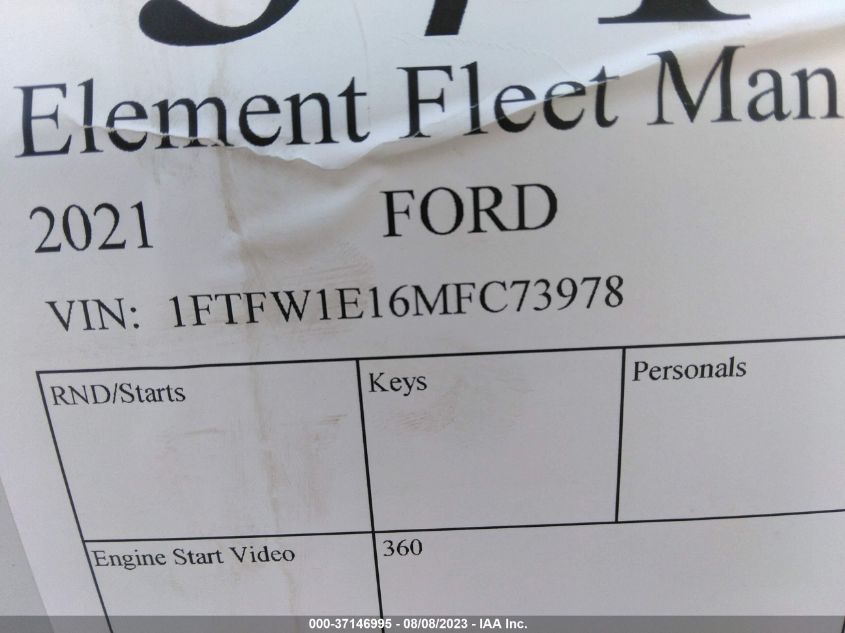 Element Fleet Man
2021 FORD
VIN: 1FTFW1E16MFC73978
RND/Starts Keys Personals
Engine Start Video 360
000-37146995 - 08/08/2023 - IAA Inc.